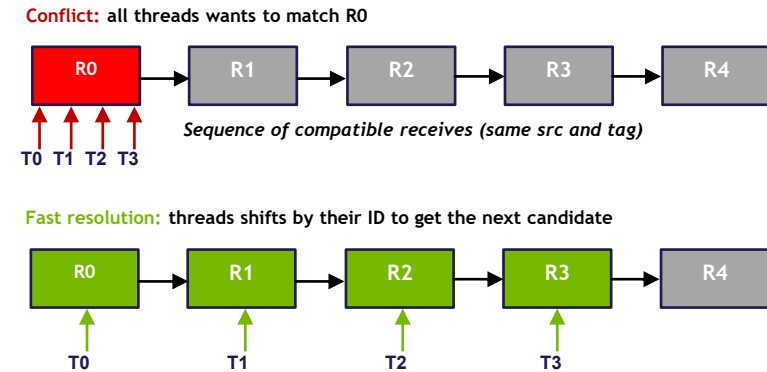 Conflict: all threads wants to match R0
R0 R1 R2 R3 R4
Sequence of compatible receives (same src and tag)
T0 T1 T2 T3
Fast resolution: threads shifts by their ID to get the next candidate
R0 R1 R2 R3 R4
T0 T1 T2 T3